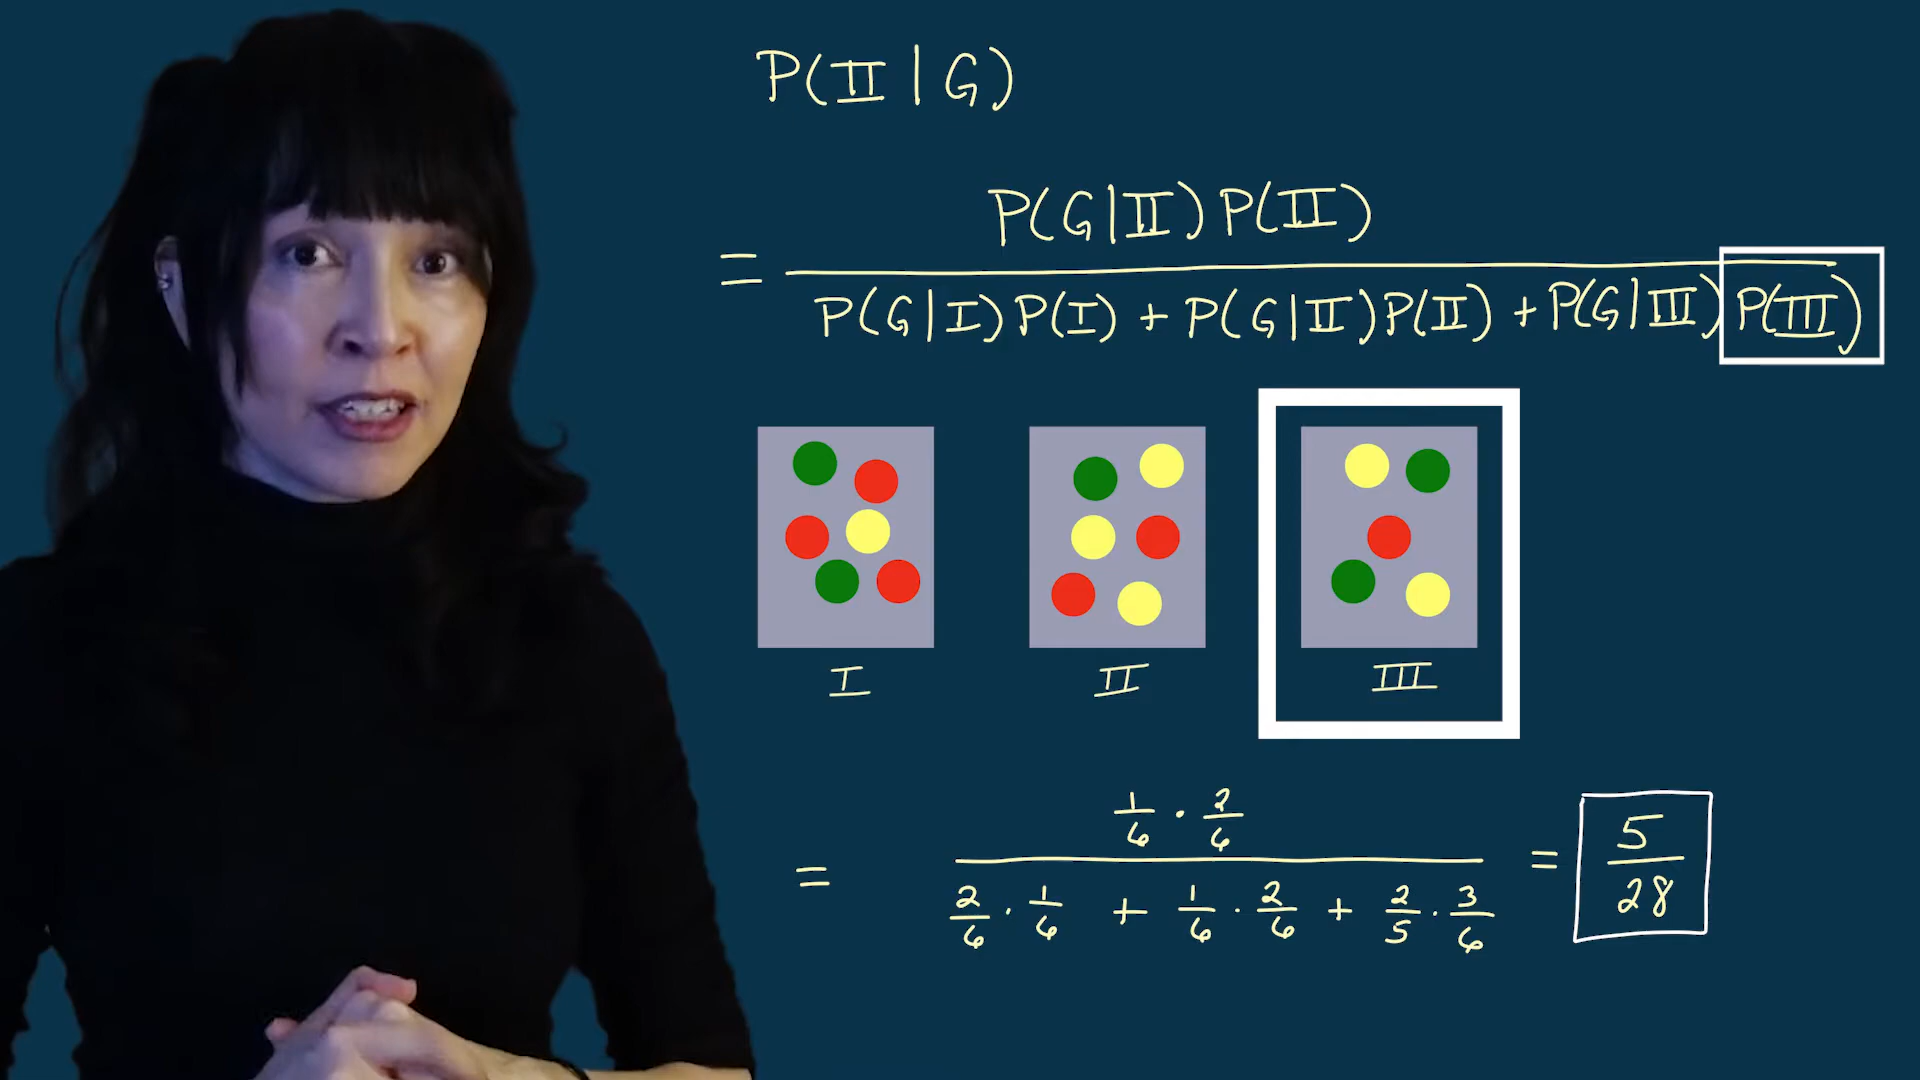 P(II | G)
P(G|II)P(II)
=
P(G|I)P(I) + P(G|II)P(II) + P(G|III)P(III)
I II III
1/6 · 2/6
= = 5/28
2/6 · 1/6 + 1/6 · 2/6 + 2/5 · 3/6